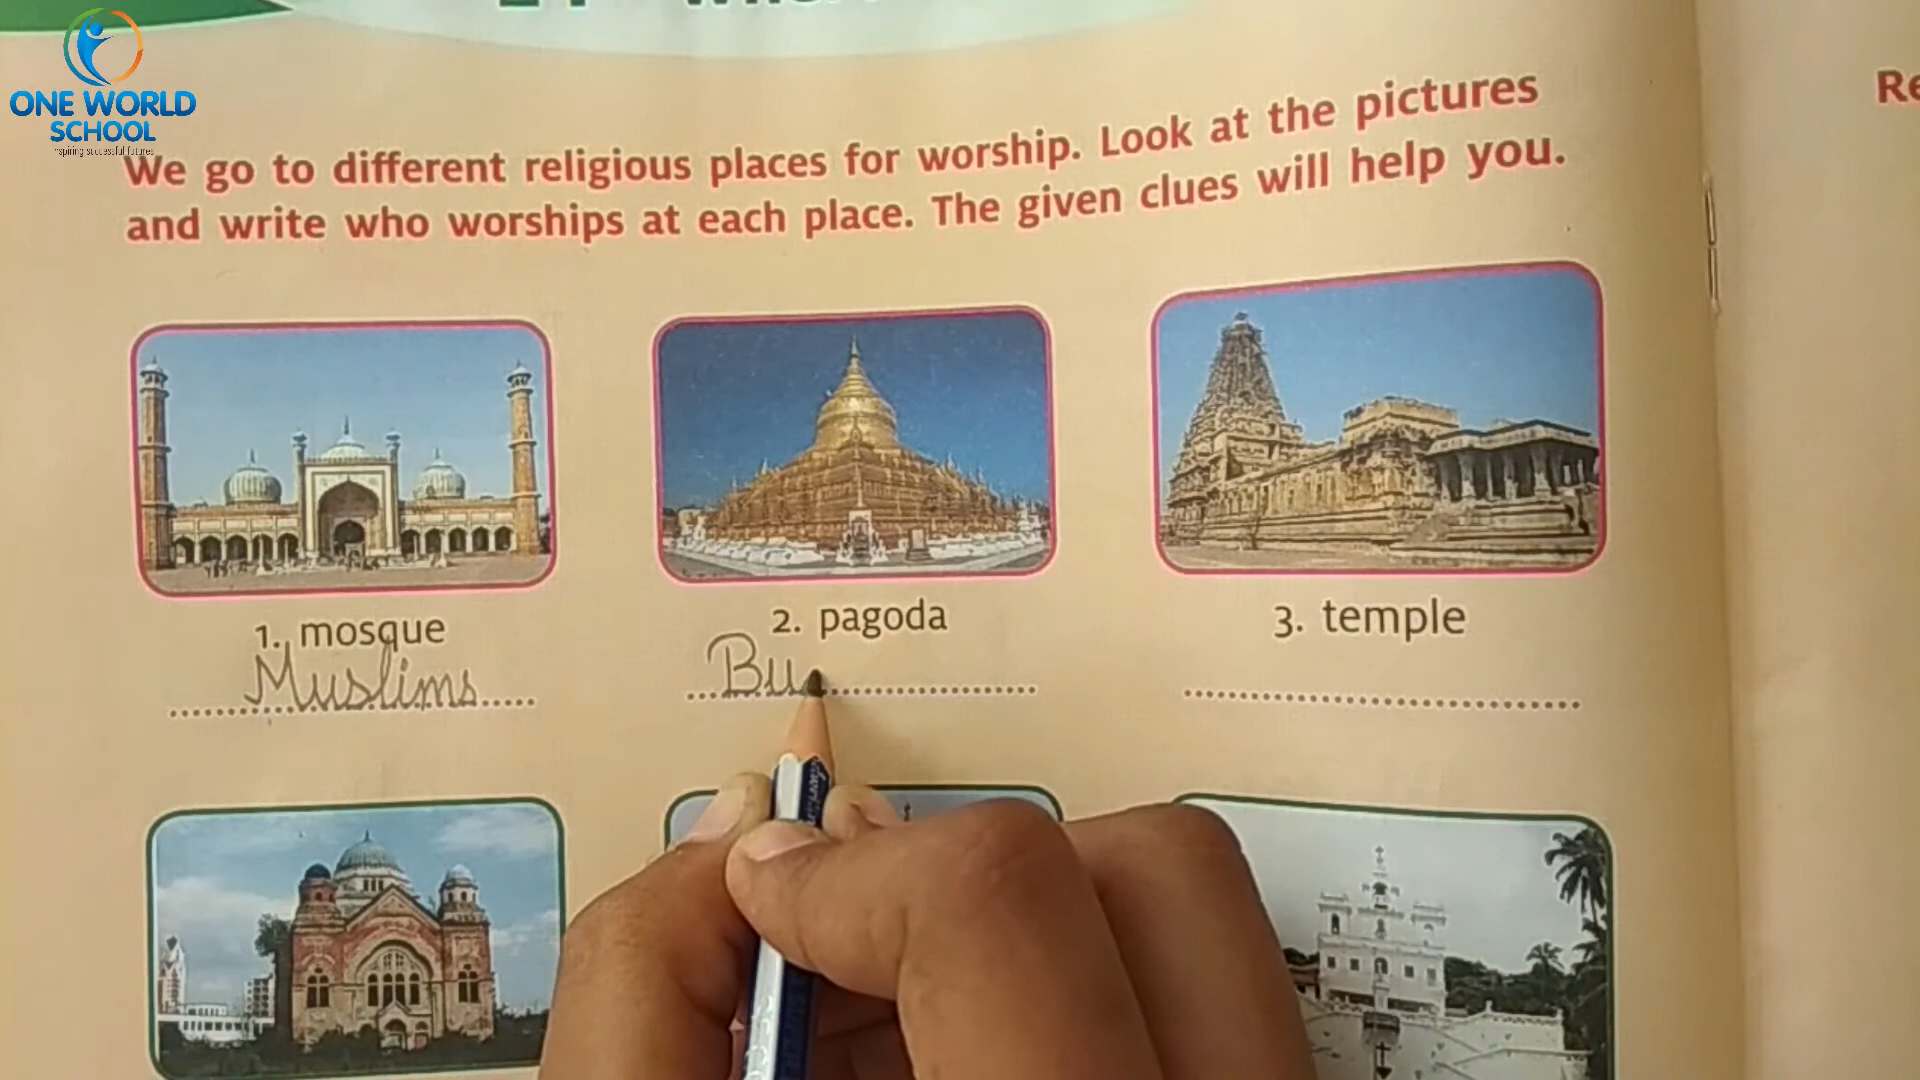 ONE WORLD
SCHOOL
We go to different religious places for worship. Look at the pictures
and write who worships at each place. The given clues will help you.
1. mosque
2. pagoda
3. temple
Muslims
Bu
Re